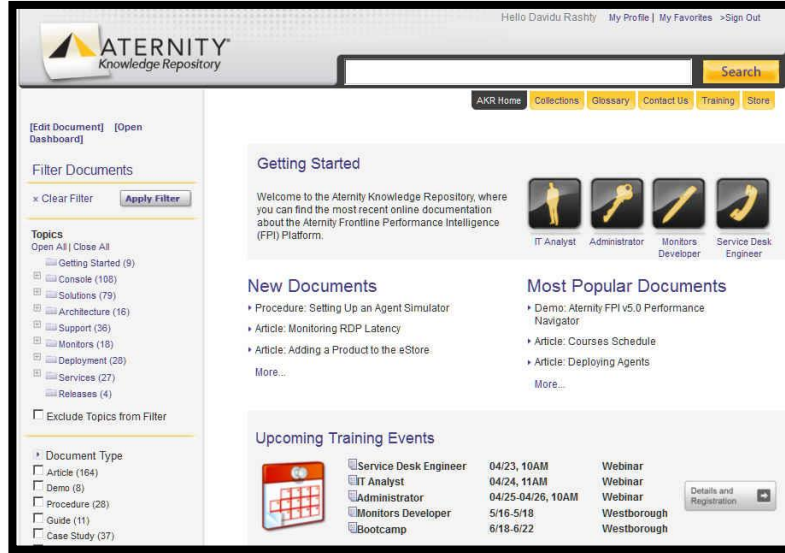 Hello Davidu Rashty My Profile | My Favorites >Sign Out
ATERNITY
Knowledge Repository
Search
AKR Home Collections Glossary Contact Us Training Store
[Edit Document] [Open
Dashboard]
Filter Documents
× Clear Filter Apply Filter
Topics
Open All | Close All
Getting Started (9)
Console (108)
Solutions (79)
Architecture (16)
Support (36)
Monitors (18)
Deployment (28)
Services (27)
Releases (4)
Exclude Topics from Filter
Document Type
Article (164)
Demo (8)
Procedure (28)
Guide (11)
Case Study (37)
Getting Started
Welcome to the Aternity Knowledge Repository, where
you can find the most recent online documentation
about the Aternity Frontline Performance Intelligence
(FPI) Platform.
IT Analyst
Administrator
Monitors
Developer
Service Desk
Engineer
New Documents
Procedure: Setting Up an Agent Simulator
Article: Monitoring RDP Latency
Article: Adding a Product to the eStore
More...
Most Popular Documents
Demo: Aternity FPI v5.0 Performance
Navigator
Article: Courses Schedule
Article: Deploying Agents
More...
Upcoming Training Events
Service Desk Engineer 04/23, 10AM Webinar
IT Analyst 04/24, 11AM Webinar
Administrator 04/25-04/26, 10AM Webinar
Monitors Developer 5/16-5/18 Westborough
Bootcamp 6/18-6/22 Westborough
Details and
Registration